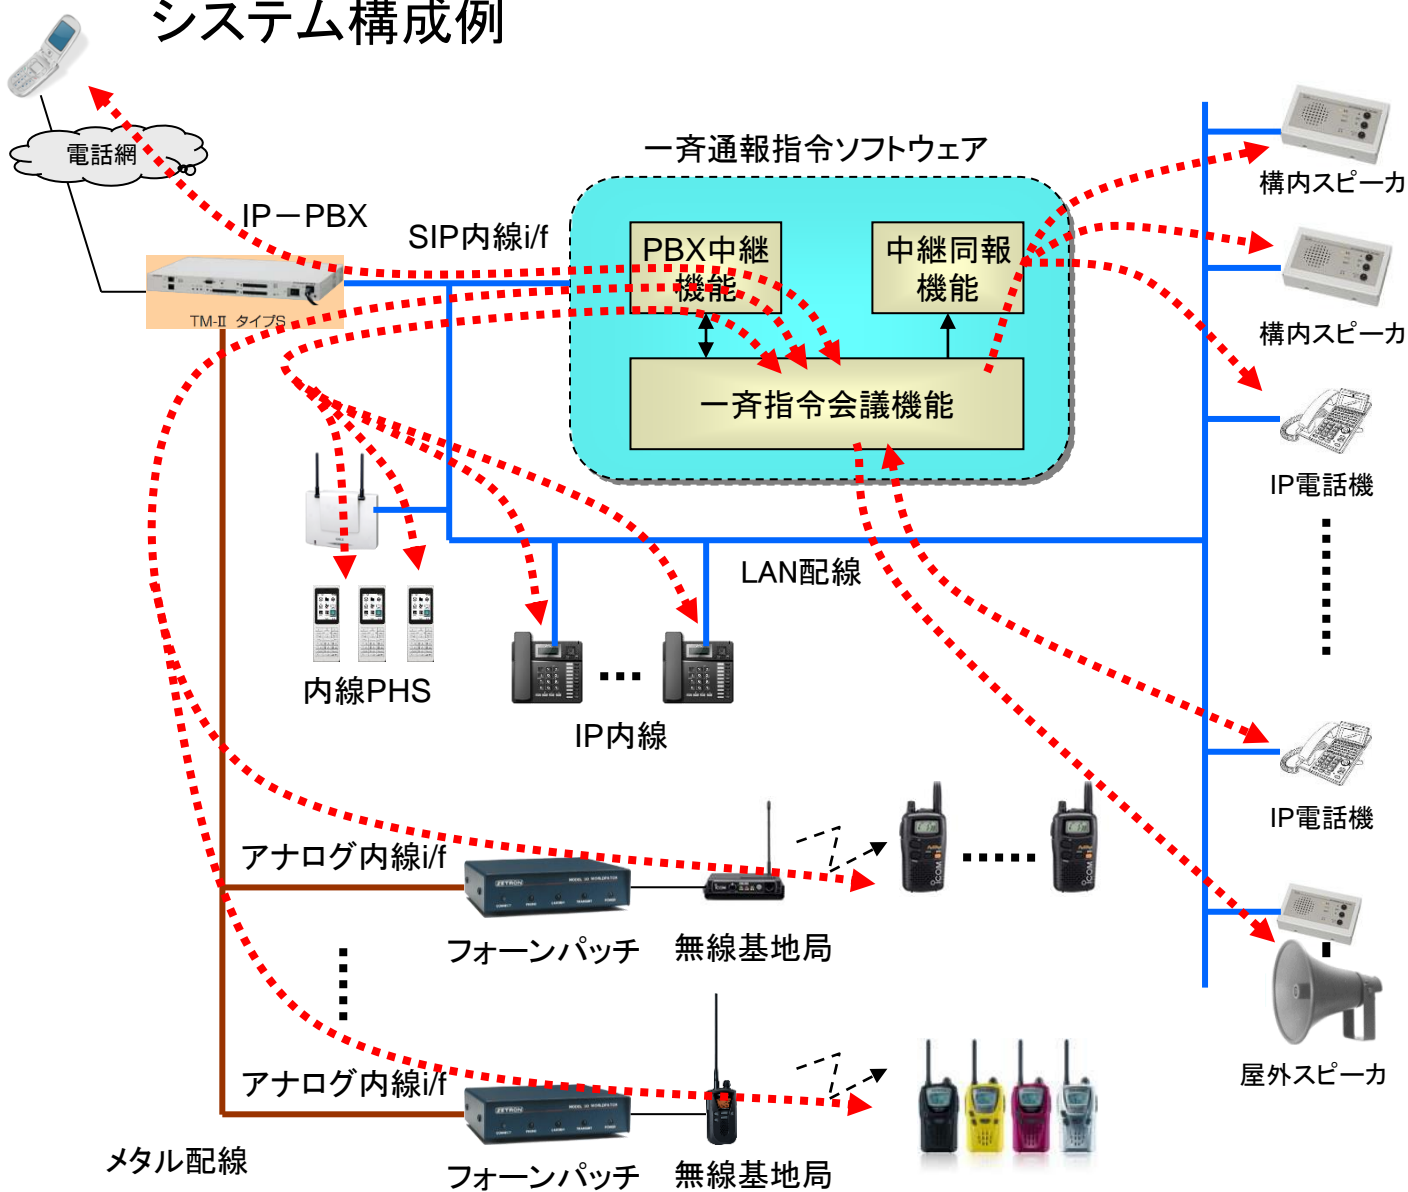 システム構成例
電話網
IP－PBX
SIP内線i/f
TM-Ⅱ タイプS
一斉通報指令ソフトウェア
PBX中継
機能
中継同報
機能
一斉指令会議機能
構内スピーカ
構内スピーカ
IP電話機
LAN配線
内線PHS
IP内線
IP電話機
アナログ内線i/f
ZETRON
フォーンパッチ
無線基地局
ICOM
ICOM
屋外スピーカ
アナログ内線i/f
ZETRON
フォーンパッチ
無線基地局
メタル配線